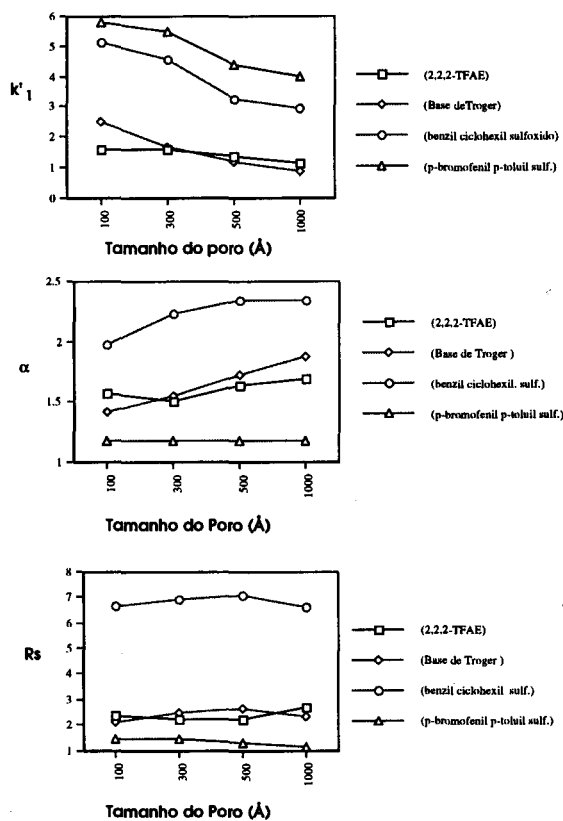 6
5
4
3
2
1
0
k'1
100
300
500
1000
Tamanho do poro (Å)
(2,2,2-TFAE)
(Base deTroger)
(benzil ciclohexil sulfoxido)
(p-bromofenil p-toluil sulf.)
2.5
2
1.5
1
α
100
300
500
1000
Tamanho do Poro (Å)
(2,2,2-TFAE)
(Base de Troger )
(benzil ciclohexil. sulf.)
(p-bromofenil p-toluil sulf.)
8
7
6
5
4
3
2
1
Rs
100
300
500
1000
Tamanho do Poro (Å)
(2,2,2-TFAE)
(Base de Troger )
(benzil ciclohexil sulf.)
(p-bromofenil p-toluil sulf.)